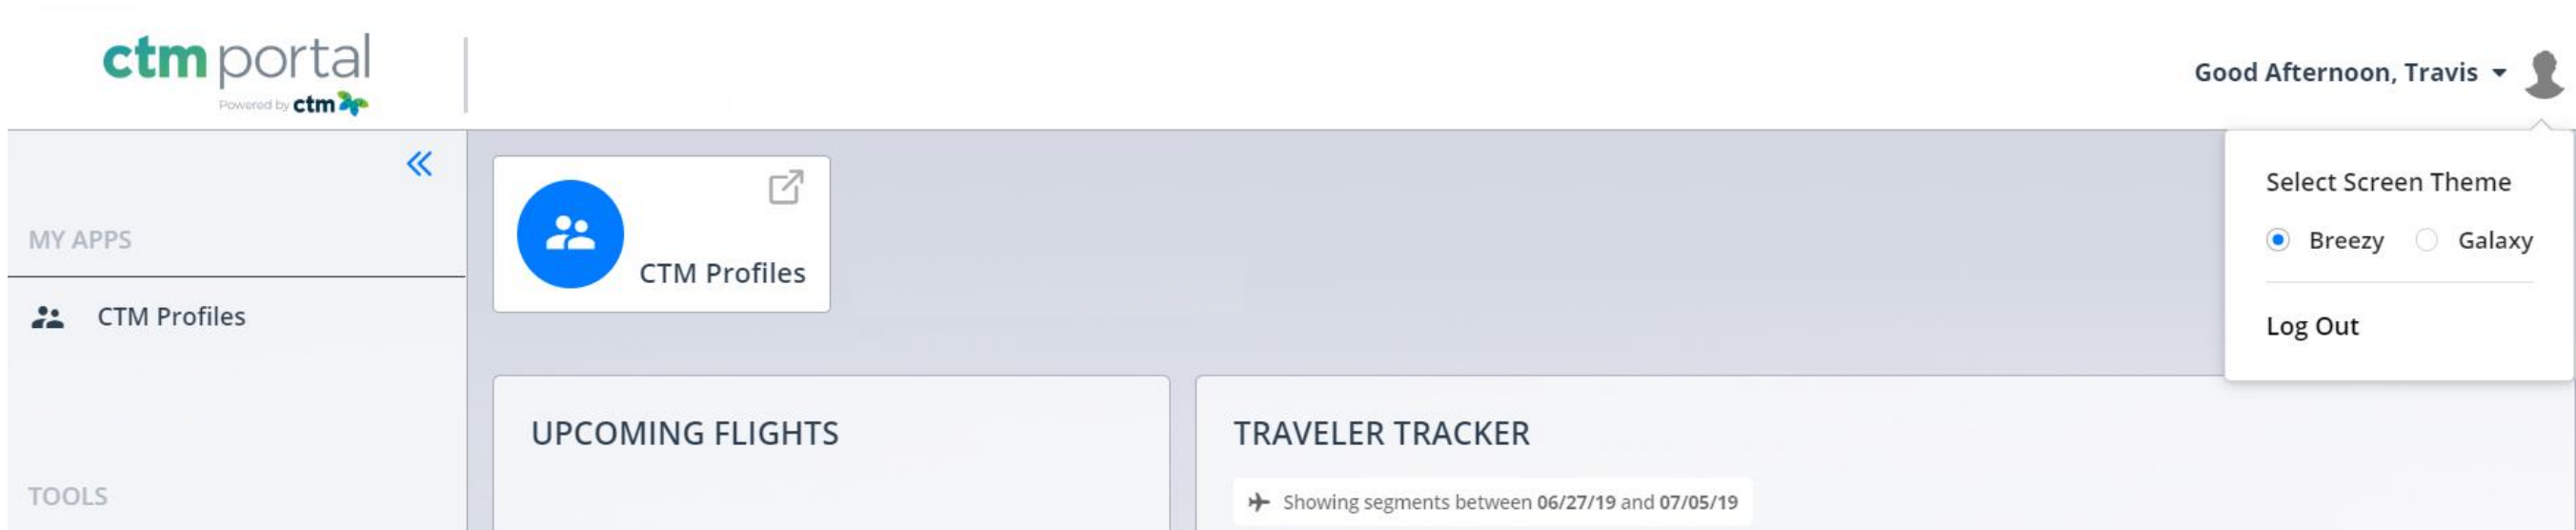 ctm portal
Powered by ctm
Good Afternoon, Travis
Select Screen Theme
Breezy Galaxy
Log Out
MY APPS
CTM Profiles
TOOLS
CTM Profiles
UPCOMING FLIGHTS
TRAVELER TRACKER
Showing segments between 06/27/19 and 07/05/19